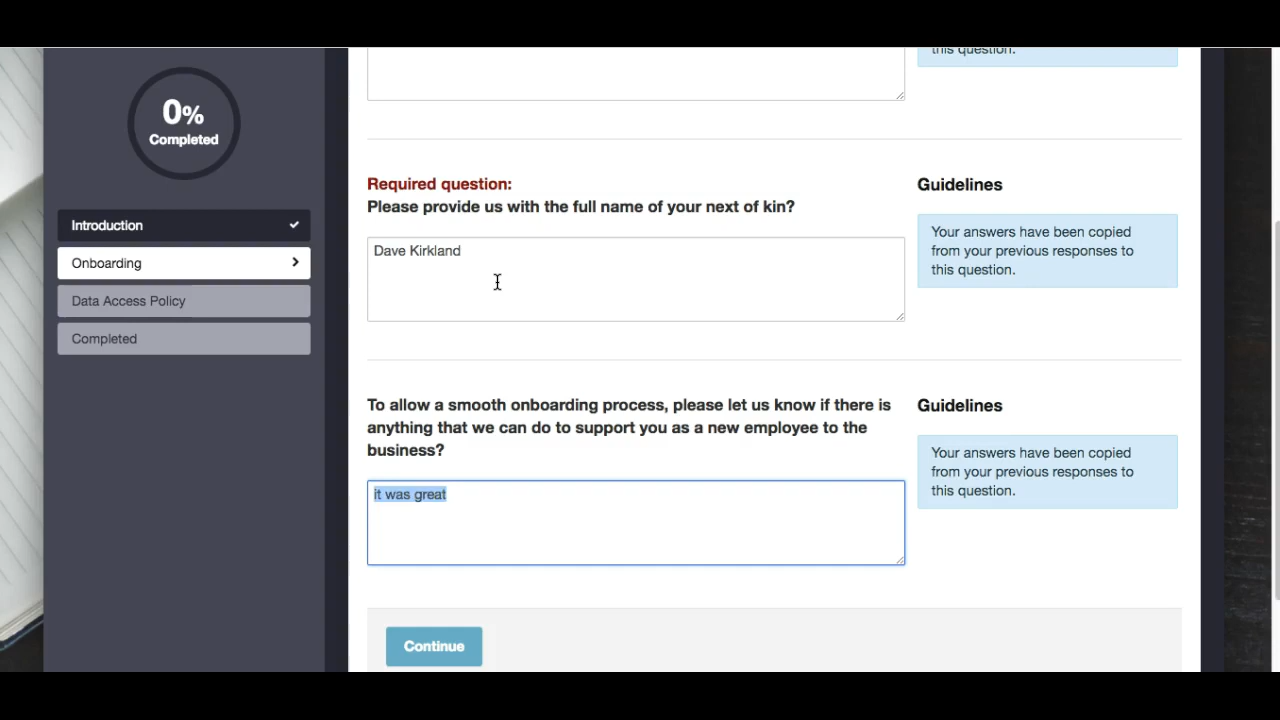 this question.
0%
Completed
Introduction
Onboarding
Data Access Policy
Completed
Required question:
Please provide us with the full name of your next of kin?
Dave Kirkland
Guidelines
Your answers have been copied
from your previous responses to
this question.
To allow a smooth onboarding process, please let us know if there is
anything that we can do to support you as a new employee to the
business?
it was great
Guidelines
Your answers have been copied
from your previous responses to
this question.
Continue